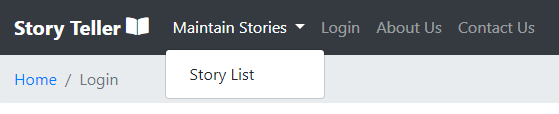 Story Teller Maintain Stories Login About Us Contact Us
Story List
Home / Login